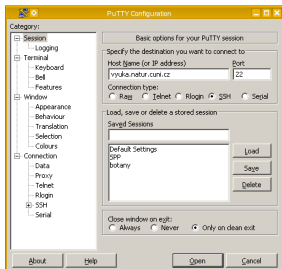 PuTTY Configuration
Category:
Session
Logging
Terminal
Keyboard
Bell
Features
Window
Appearance
Behaviour
Translation
Selection
Colours
Connection
Data
Proxy
Telnet
Rlogin
SSH
Serial
Basic options for your PuTTY session
Specify the destination you want to connect to
Host Name (or IP address) Port
vyuka.natur.cuni.cz 22
Connection type:
Raw Telnet Rlogin SSH Serial
Load, save or delete a stored session
Saved Sessions
Default Settings
SPP
botany
Load
Save
Delete
Close window on exit:
Always Never Only on clean exit
About Help Open Cancel